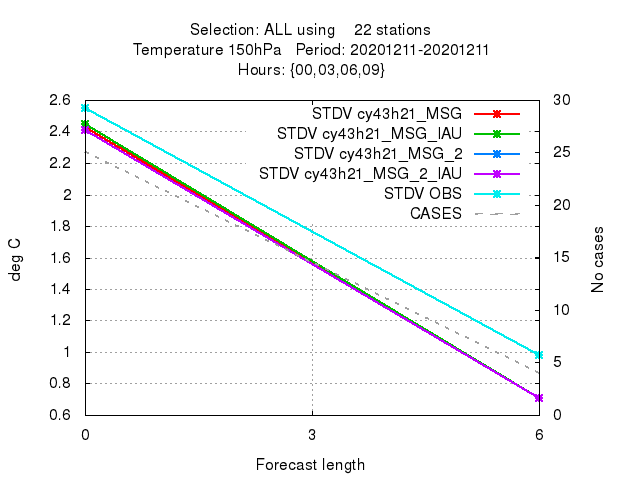 Selection: ALL using 22 stations
Temperature 150hPa Period: 20201211-20201211
Hours: {00,03,06,09}
2.6
2.4
2.2
2
1.8
1.6
1.4
1.2
1
0.8
0.6
deg C
STDV cy43h21_MSG
STDV cy43h21_MSG_IAU
STDV cy43h21_MSG_2
STDV cy43h21_MSG_2_IAU
STDV OBS
CASES
30
25
20
15
10
5
0
No cases
0 3 6
Forecast length